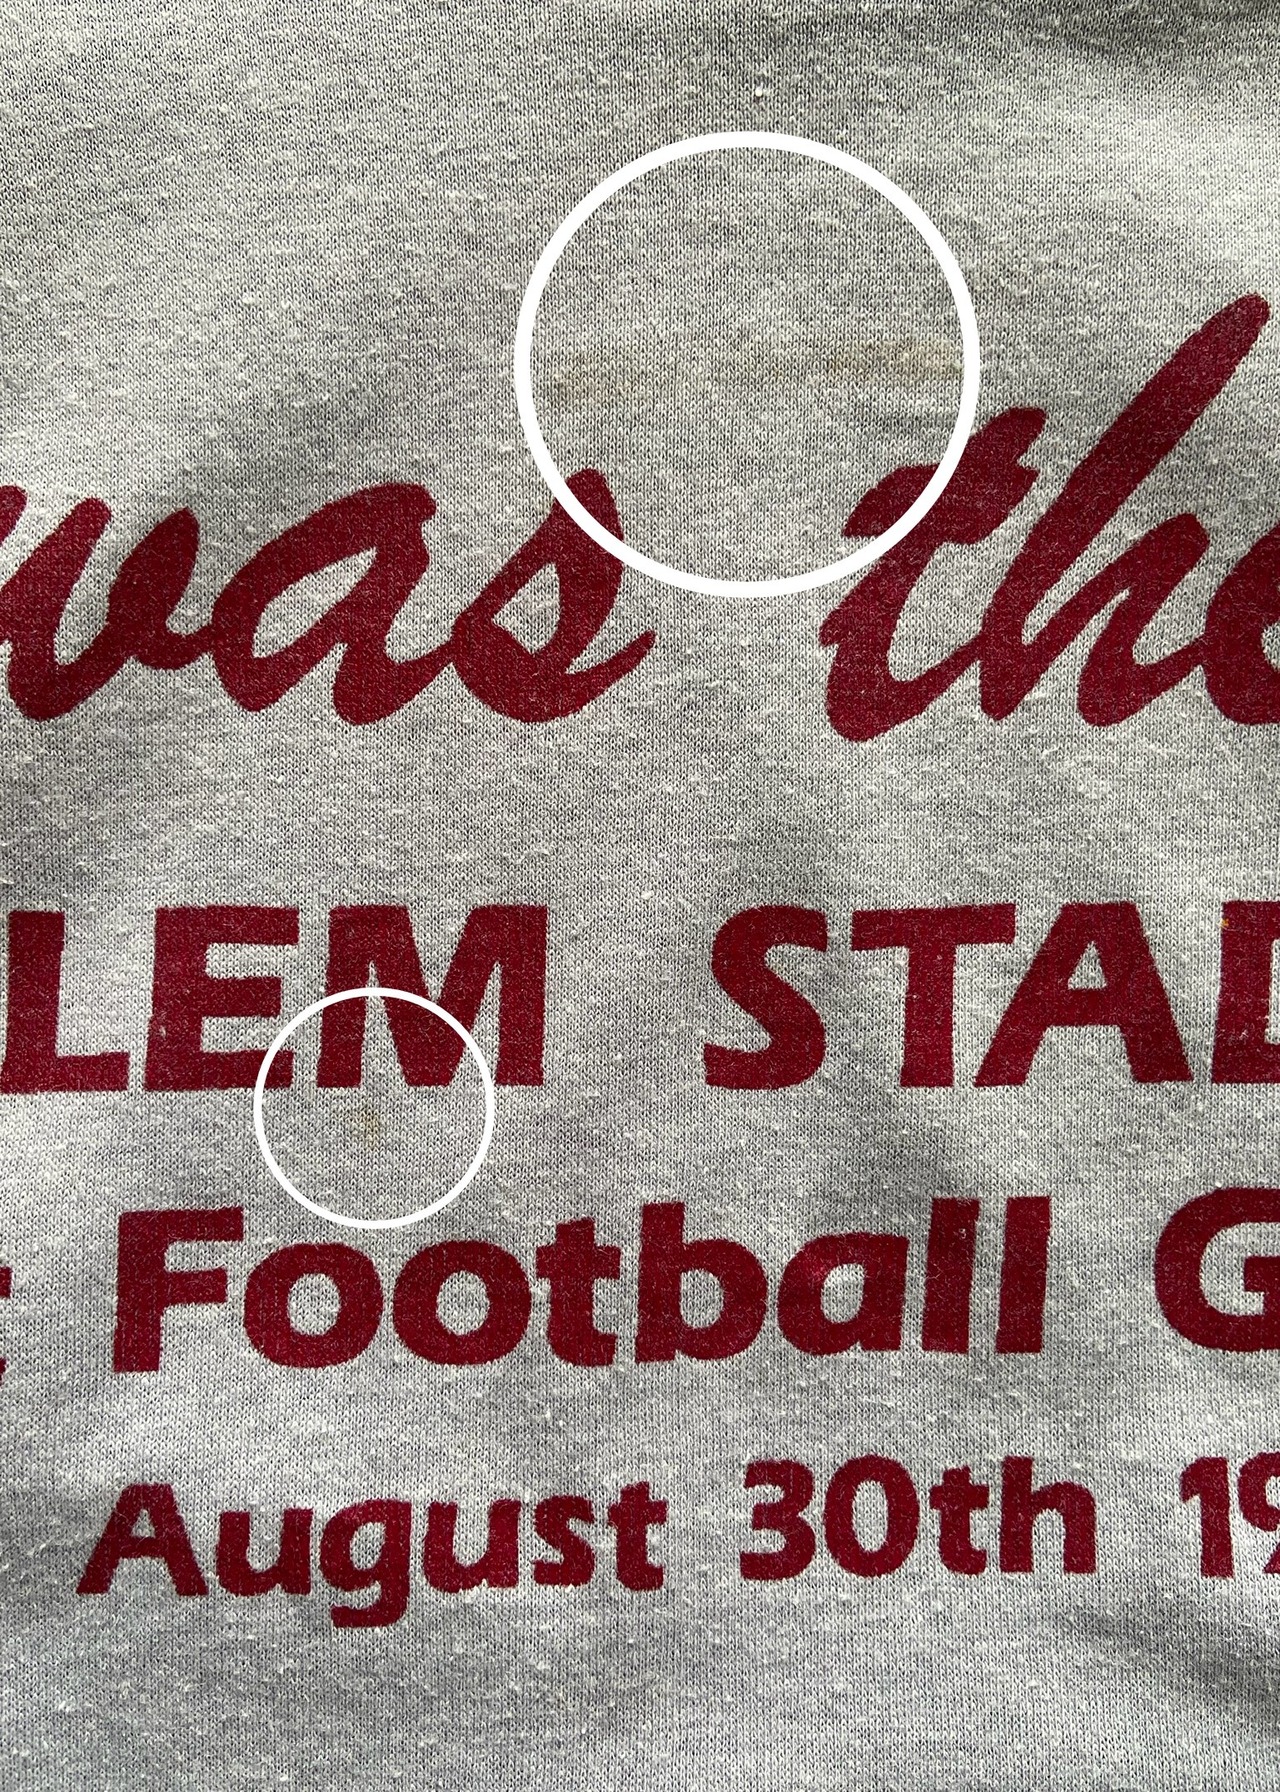 was the
LEM STAD
Football G
August 30th 19